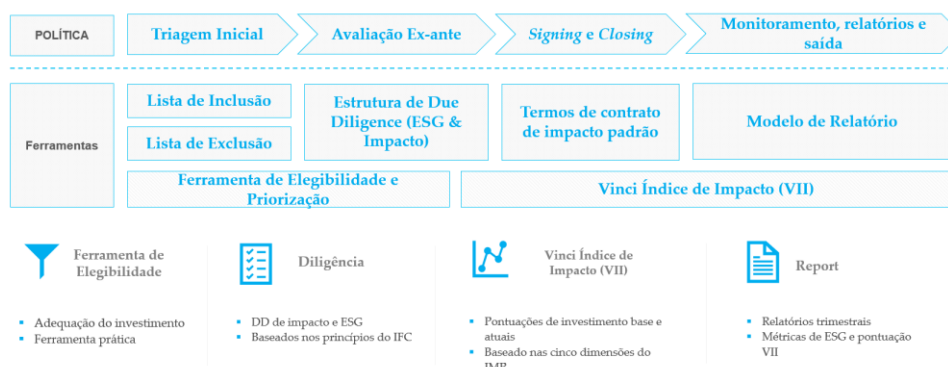 POLÍTICA
Triagem Inicial
Avaliação Ex-ante
Signing e Closing
Monitoramento, relatórios e
saída
Ferramentas
Lista de Inclusão
Lista de Exclusão
Estrutura de Due
Diligence (ESG &
Impacto)
Termos de contrato
de impacto padrão
Modelo de Relatório
Ferramenta de Elegibilidade e
Priorização
Vinci Índice de Impacto (VII)
Ferramenta de
Elegibilidade
▪ Adequação do investimento
▪ Ferramenta prática
Diligência
▪ DD de impacto e ESG
▪ Baseados nos princípios do IFC
Vinci Índice de
Impacto (VII)
▪ Pontuações de investimento base e
atuais
▪ Baseado nas cinco dimensões do
Report
▪ Relatórios trimestrais
▪ Métricas de ESG e pontuação
VII